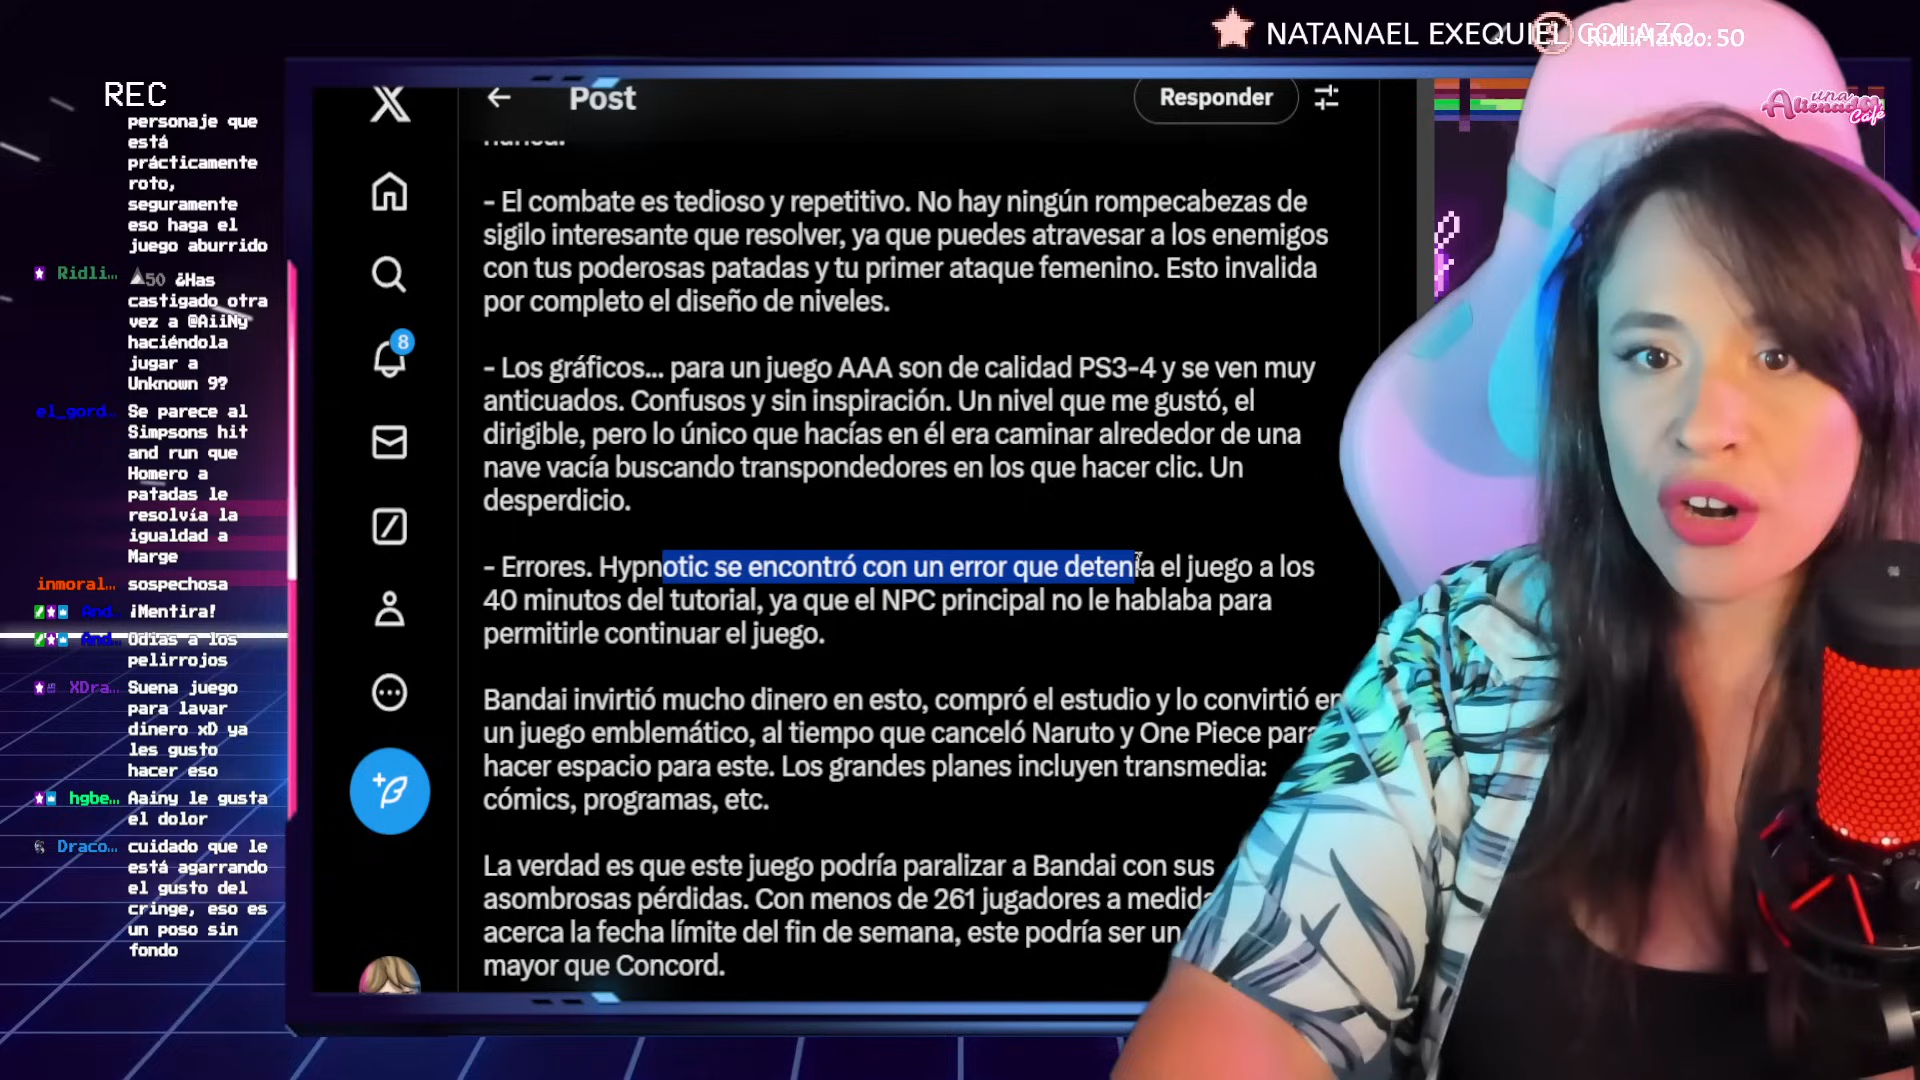 NATANAEL EXEQUIEL COLAZO-
RidliManco: 50
una
Alienada
Cafe
REC
personaje que
está
prácticamente
roto,
seguramente
eso haga el
juego aburrido
Ridli... 50 ¿Has
castigado otra
vez a @AiiNy
haciéndola
jugar a
Unknown 9?
el_gord... Se parece al
Simpsons hit
and run que
Homero a
patadas le
resolvía la
igualdad a
Marge
inmoral... sospechosa
And... ¡Mentira!
And... Odias a los
pelirrojos
XDra... Suena juego
para lavar
dinero xD ya
les gusto
hacer eso
hgbe... Aainy le gusta
el dolor
Draco... cuidado que le
está agarrando
el gusto del
cringe, eso es
un poso sin
fondo
Post
Responder
8
nunca.
- El combate es tedioso y repetitivo. No hay ningún rompecabezas de
sigilo interesante que resolver, ya que puedes atravesar a los enemigos
con tus poderosas patadas y tu primer ataque femenino. Esto invalida
por completo el diseño de niveles.
- Los gráficos... para un juego AAA son de calidad PS3-4 y se ven muy
anticuados. Confusos y sin inspiración. Un nivel que me gustó, el
dirigible, pero lo único que hacías en él era caminar alrededor de una
nave vacía buscando transpondedores en los que hacer clic. Un
desperdicio.
- Errores. Hypnotic se encontró con un error que detenía el juego a los
40 minutos del tutorial, ya que el NPC principal no le hablaba para
permitirle continuar el juego.
Bandai invirtió mucho dinero en esto, compró el estudio y lo convirtió en
un juego emblemático, al tiempo que canceló Naruto y One Piece para
hacer espacio para este. Los grandes planes incluyen transmedia:
cómics, programas, etc.
La verdad es que este juego podría paralizar a Bandai con sus
asombrosas pérdidas. Con menos de 261 jugadores a medida
acerca la fecha límite del fin de semana, este podría ser un
mayor que Concord.